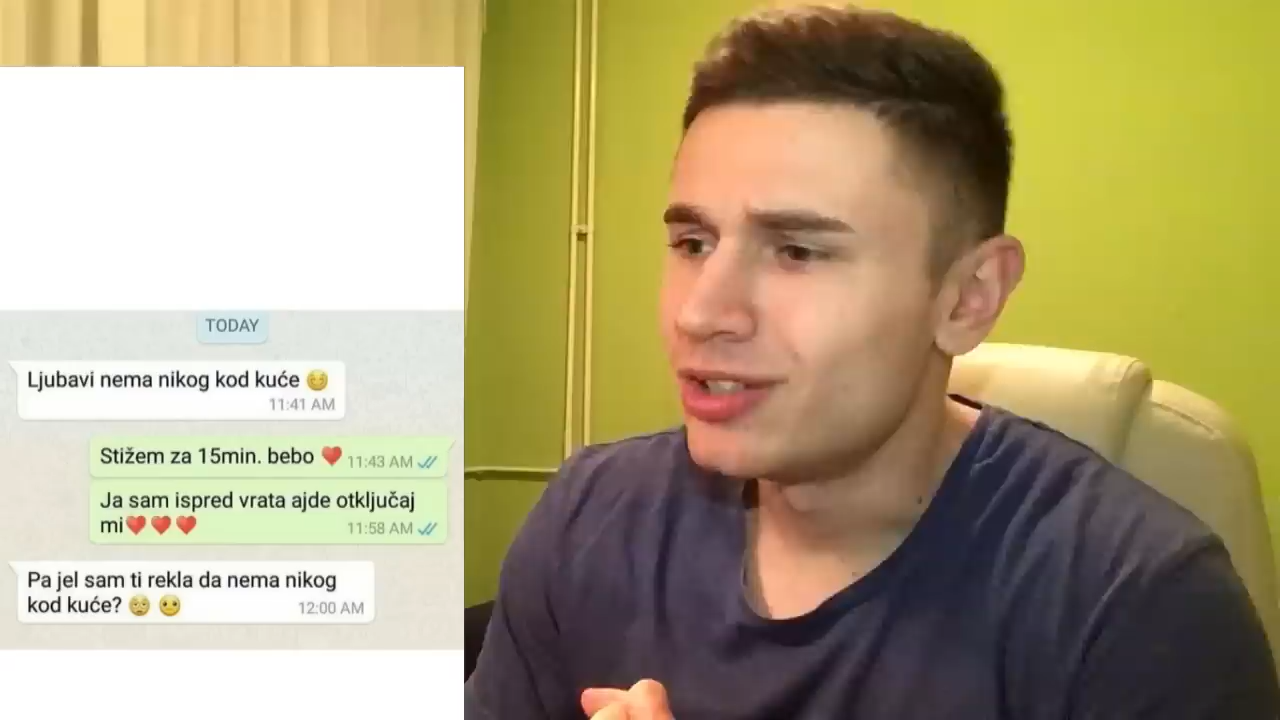 TODAY
Ljubavi nema nikog kod kuće 😊
11:41 AM
Stižem za 15min. bebo ❤️ 11:43 AM
Ja sam ispred vrata ajde otključaj
mi❤️❤️❤️ 11:58 AM
Pa jel sam ti rekla da nema nikog
kod kuće? 😳 😐 12:00 AM